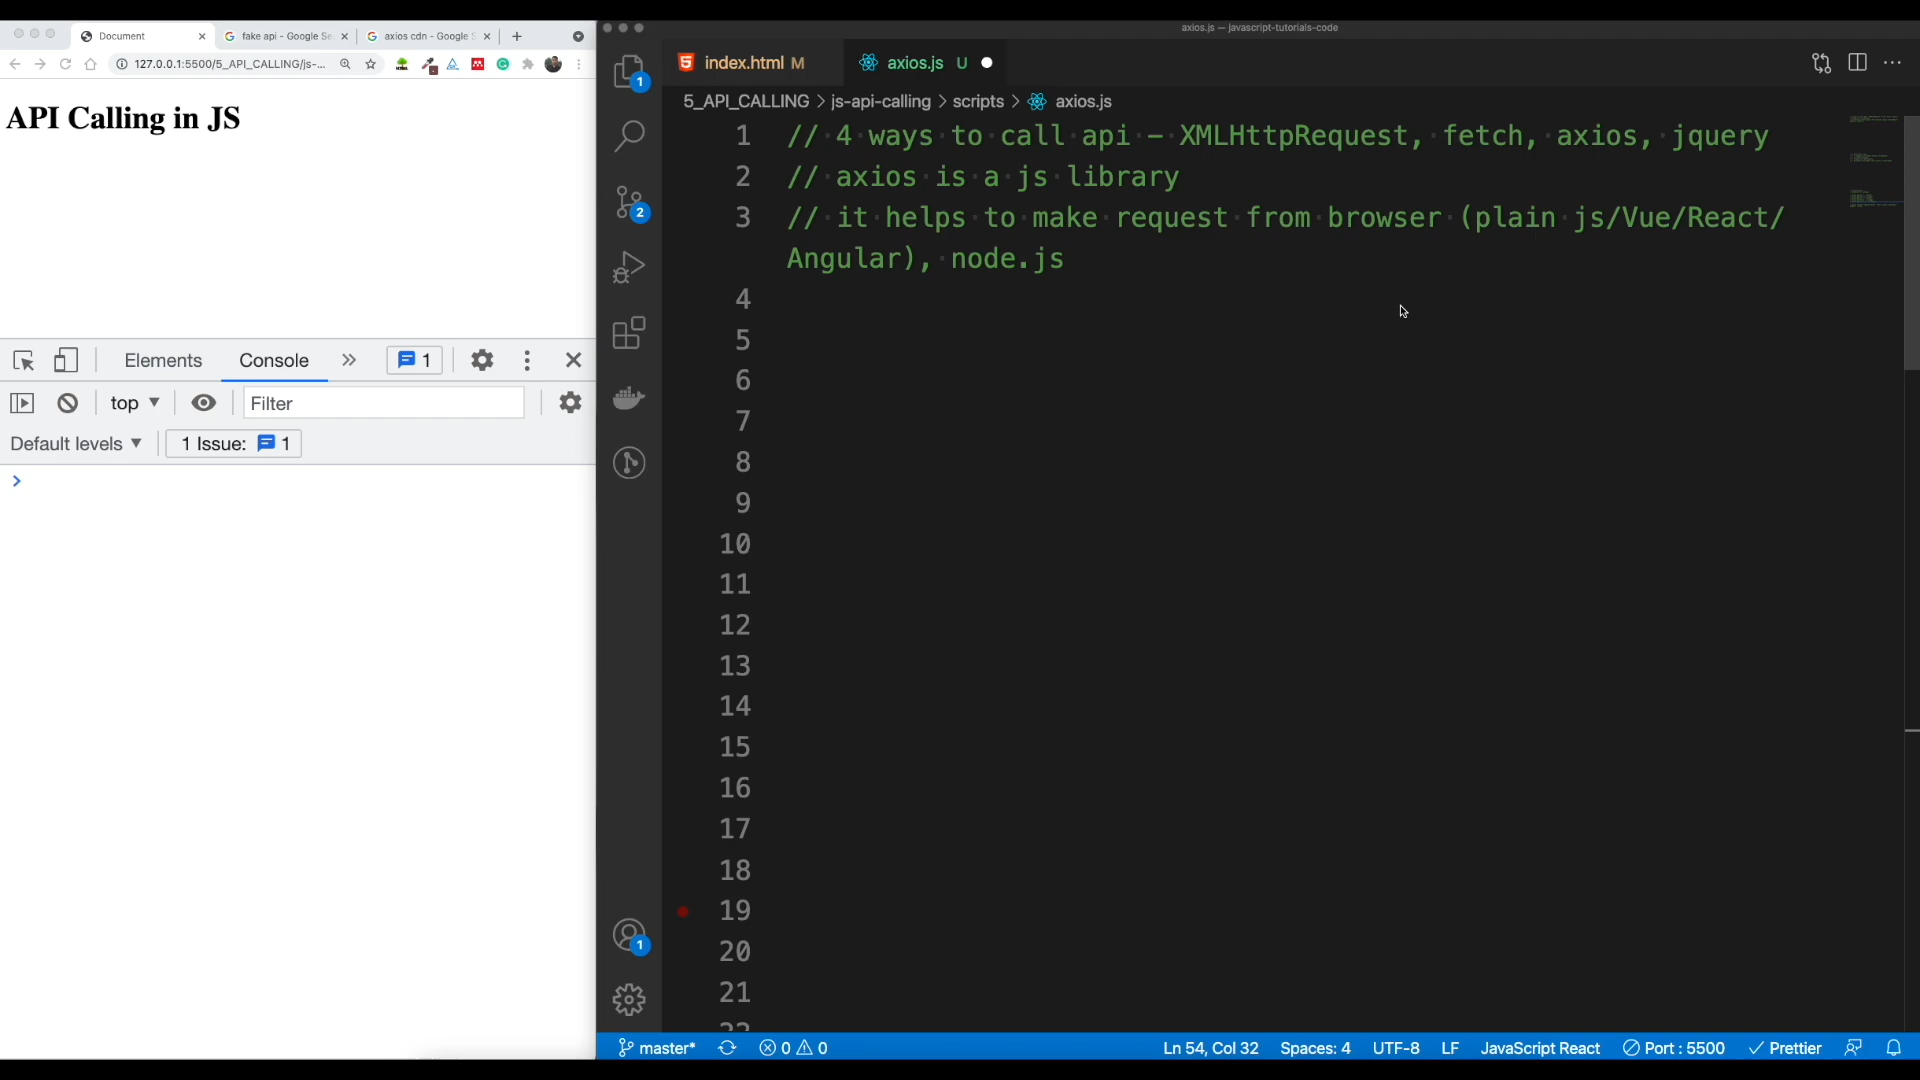 Document
fake api - Google Se
axios cdn - Google S
127.0.0.1:5500/5_API_CALLING/js-...
API Calling in JS
Elements
Console
1
top
Filter
Default levels
1 Issue: 1
axios.js — javascript-tutorials-code
index.html M
axios.js U
5_API_CALLING > js-api-calling > scripts > axios.js
1 // 4 ways to call api - XMLHttpRequest, fetch, axios, jquery
2 // axios is a js library
3 // it helps to make request from browser (plain js/Vue/React/
Angular), node.js
4
5
6
7
8
9
10
11
12
13
14
15
16
17
18
19
20
21
22
1
2
1
master*
0 0
Ln 54, Col 32
Spaces: 4
UTF-8
LF
JavaScript React
Port : 5500
Prettier